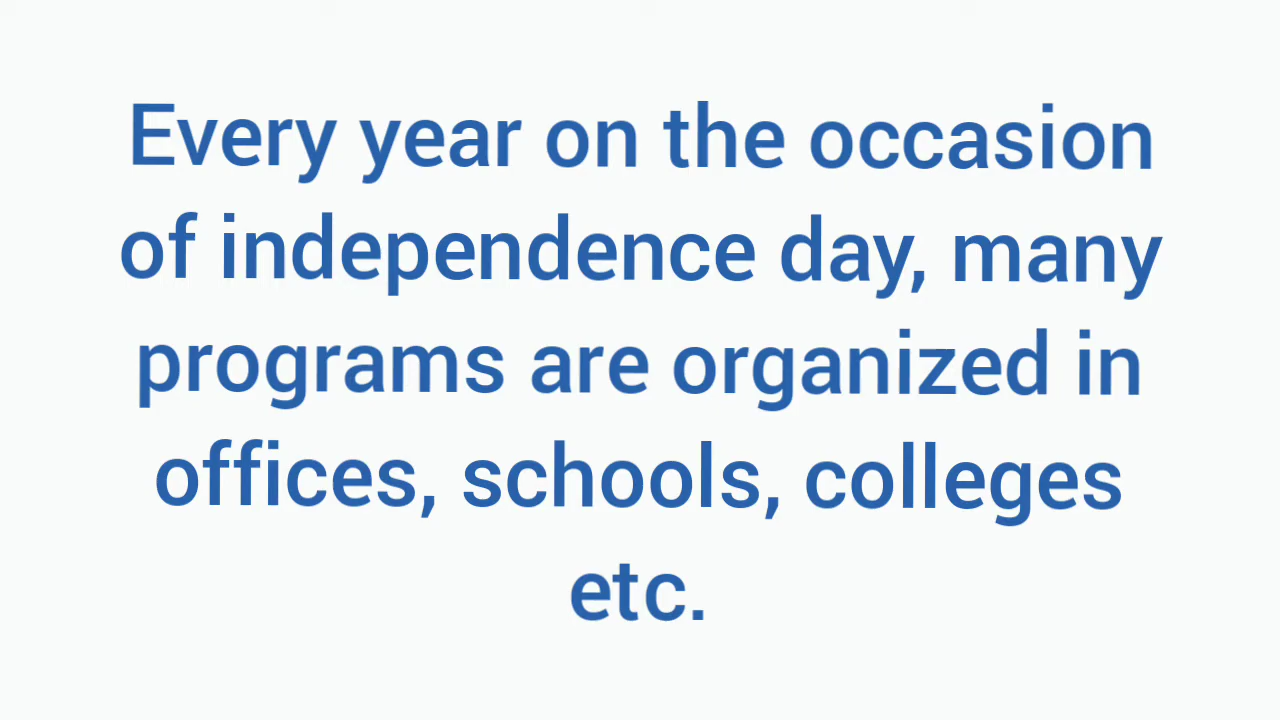 Every year on the occasion
of independence day, many
programs are organized in
offices, schools, colleges
etc.